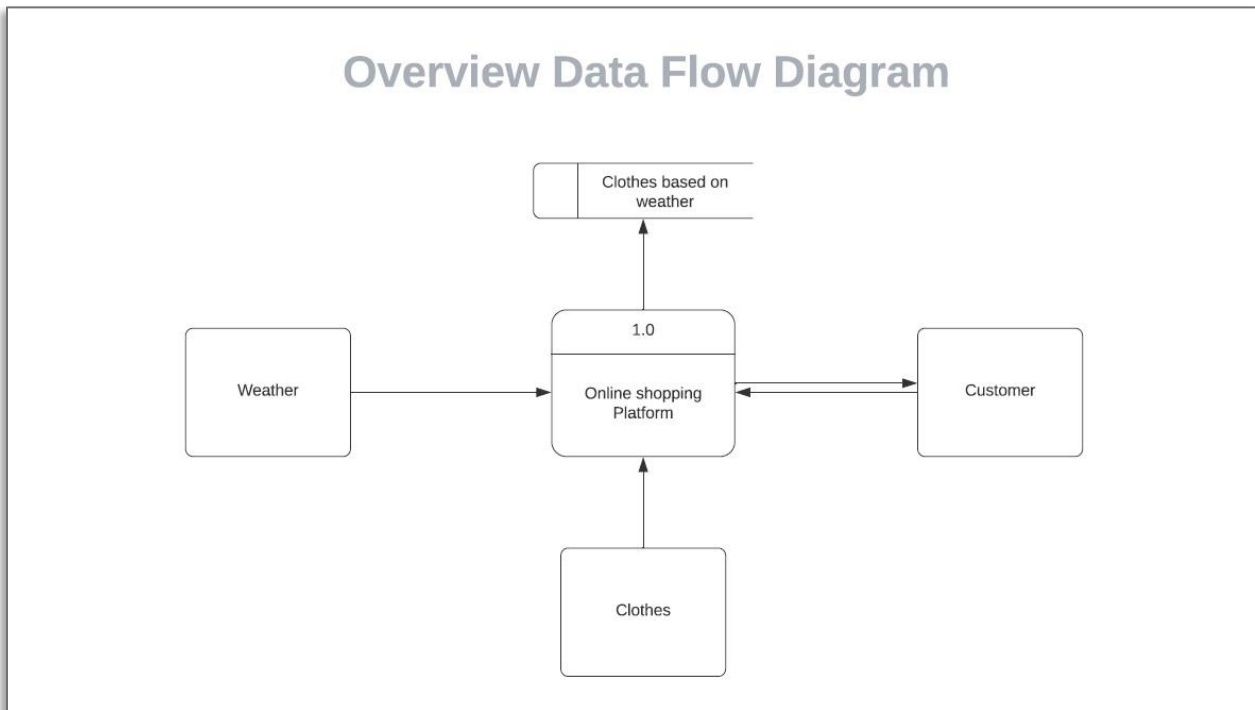 Overview Data Flow Diagram
Clothes based on
weather
1.0
Weather
Online shopping
Platform
Customer
Clothes